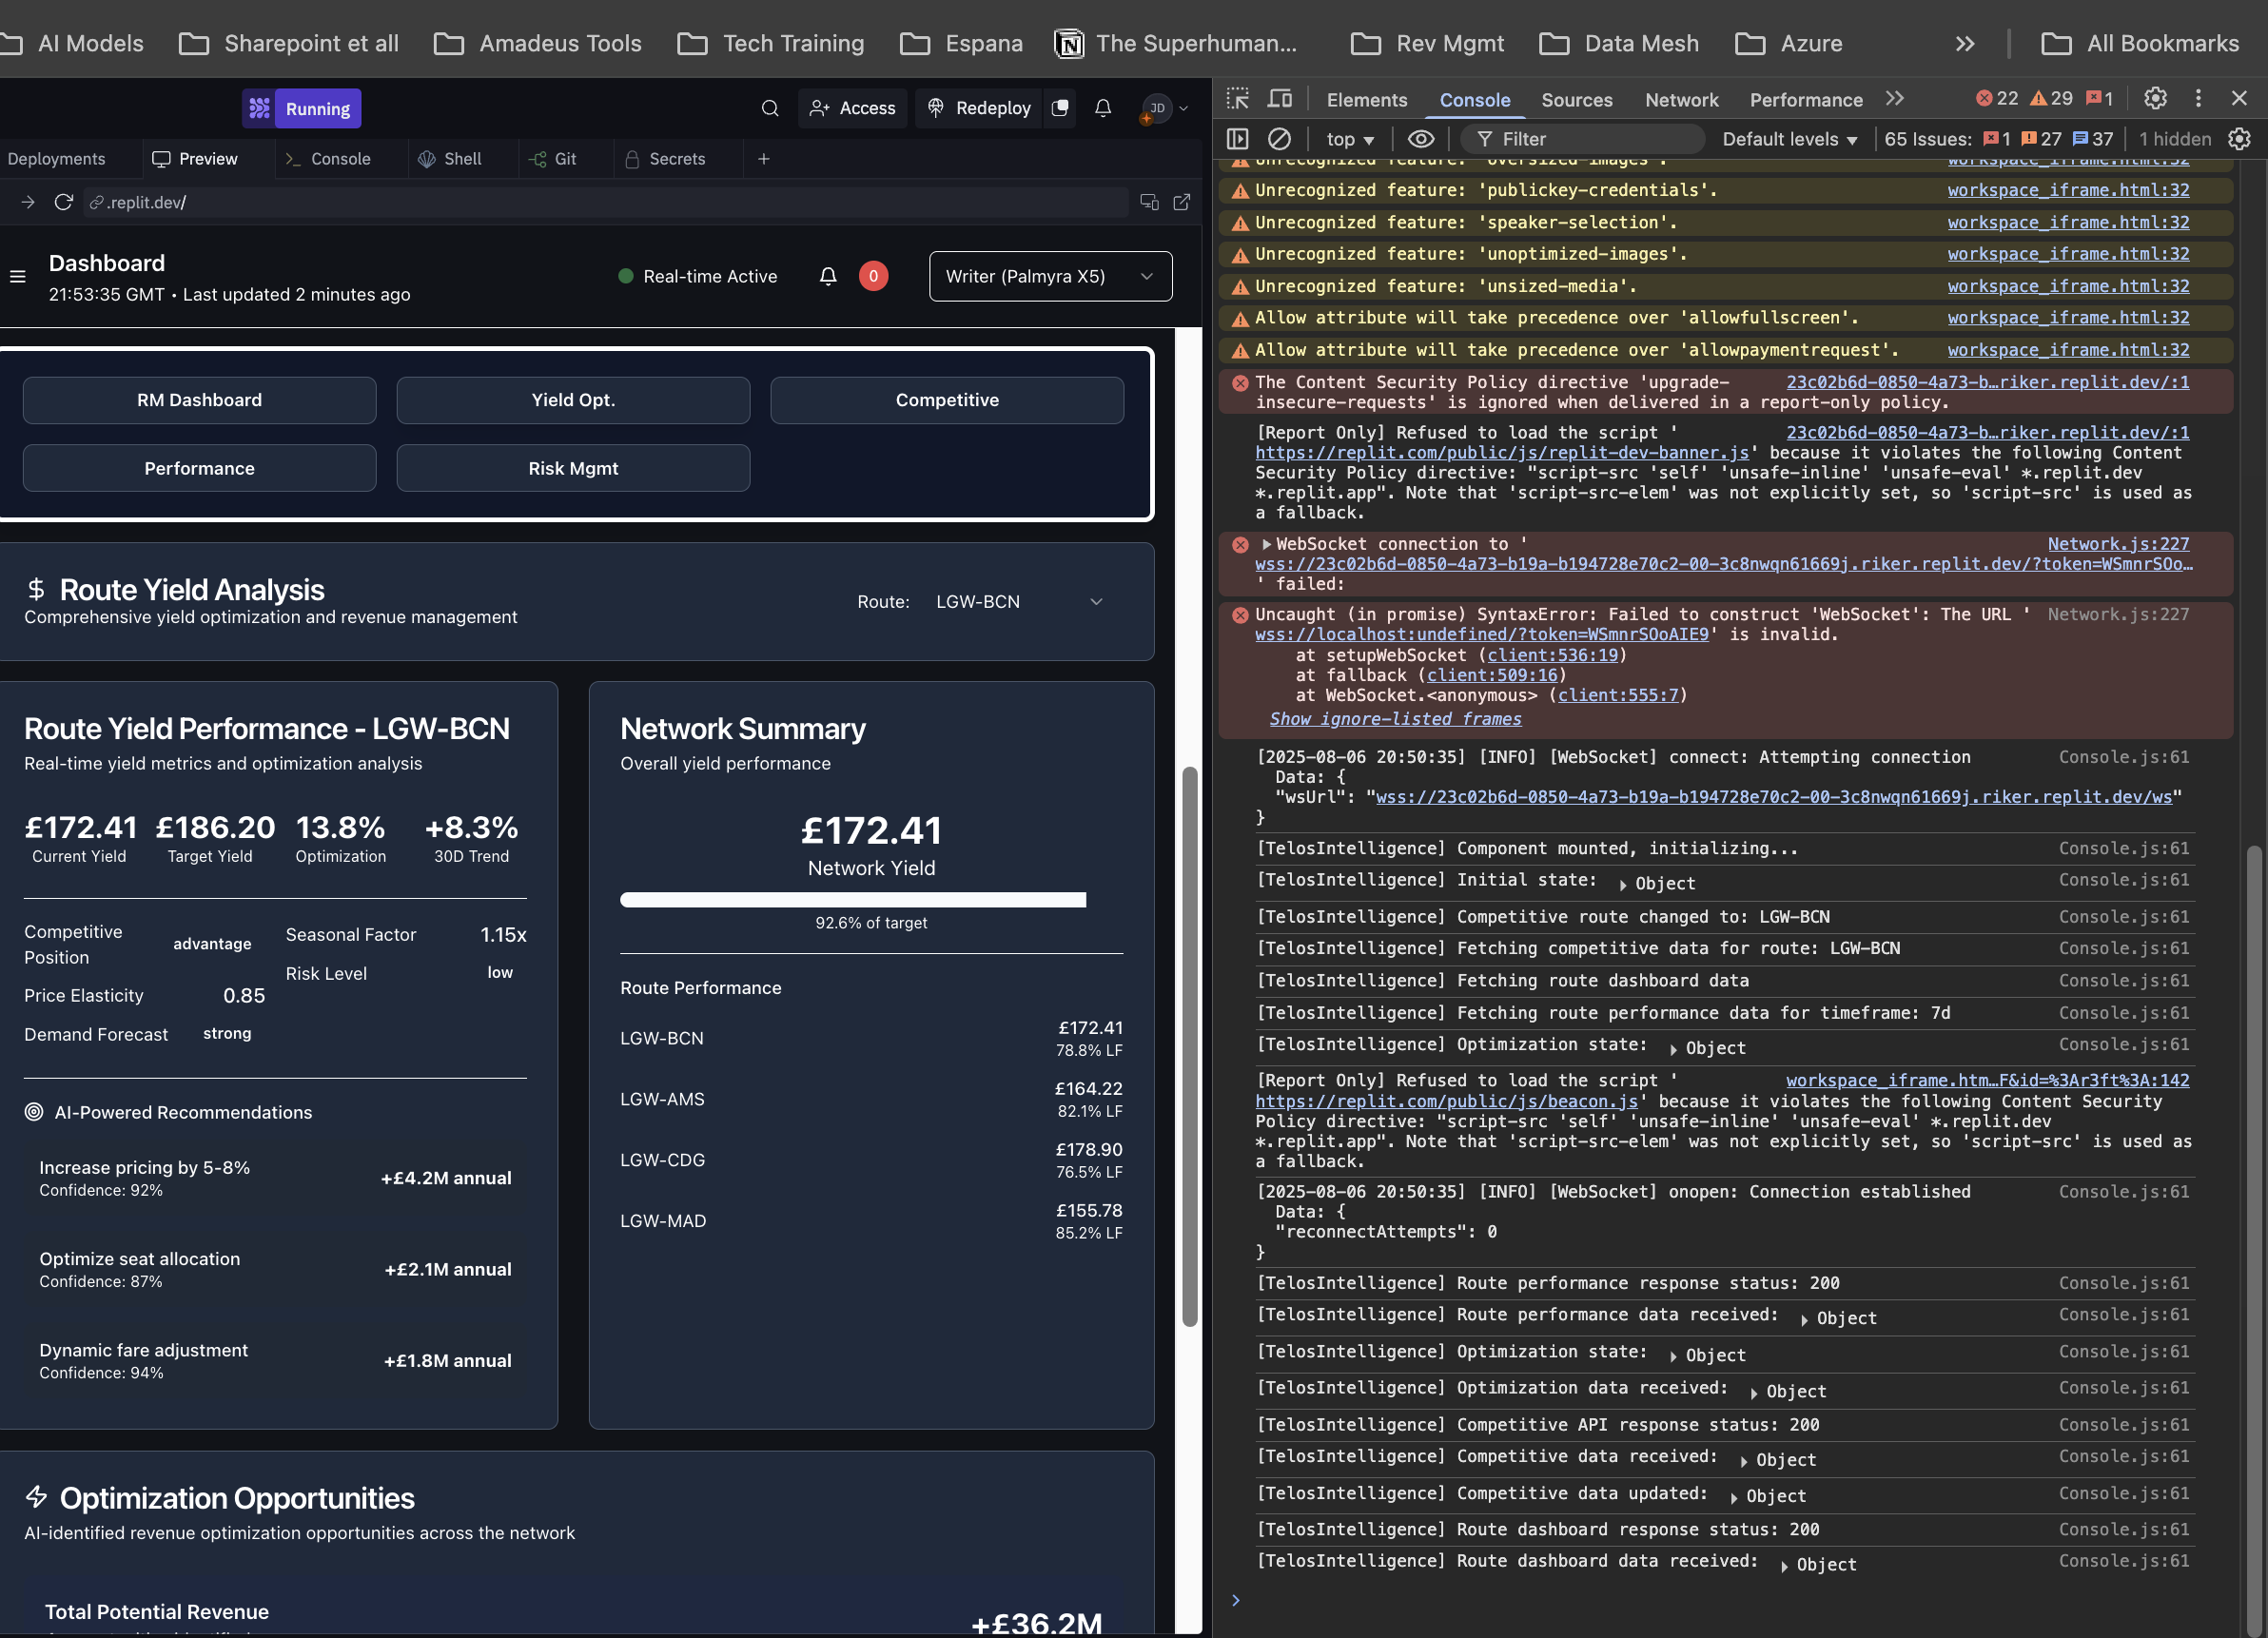 AI Models
Sharepoint et all
Amadeus Tools
Tech Training
Espana
The Superhuman...
Rev Mgmt
Data Mesh
Azure
All Bookmarks
Running
Access
Redeploy
JD
Deployments
Preview
Console
Shell
Git
Secrets
.replit.dev/
Dashboard
21:53:35 GMT • Last updated 2 minutes ago
Real-time Active
0
Writer (Palmyra X5)
RM Dashboard
Yield Opt.
Competitive
Performance
Risk Mgmt
Route Yield Analysis
Comprehensive yield optimization and revenue management
Route: LGW-BCN
Route Yield Performance - LGW-BCN
Real-time yield metrics and optimization analysis
£172.41 £186.20 13.8% +8.3%
Current Yield Target Yield Optimization 30D Trend
Competitive Position advantage
Price Elasticity 0.85
Demand Forecast strong
Seasonal Factor 1.15x
Risk Level low
AI-Powered Recommendations
Increase pricing by 5-8%
Confidence: 92%
+£4.2M annual
Optimize seat allocation
Confidence: 87%
+£2.1M annual
Dynamic fare adjustment
Confidence: 94%
+£1.8M annual
Network Summary
Overall yield performance
£172.41
Network Yield
92.6% of target
Route Performance
LGW-BCN
£172.41
78.8% LF
LGW-AMS
£164.22
82.1% LF
LGW-CDG
£178.90
76.5% LF
LGW-MAD
£155.78
85.2% LF
Optimization Opportunities
AI-identified revenue optimization opportunities across the network
Total Potential Revenue
+£36.2M
Elements
Console
Sources
Network
Performance
22 29 1
top
Filter
Default levels
65 Issues: 1 27 37
1 hidden
Unrecognized feature: 'oversized-images'. workspace_iframe.html:32
Unrecognized feature: 'publickey-credentials'. workspace_iframe.html:32
Unrecognized feature: 'speaker-selection'. workspace_iframe.html:32
Unrecognized feature: 'unoptimized-images'. workspace_iframe.html:32
Unrecognized feature: 'unsized-media'. workspace_iframe.html:32
Allow attribute will take precedence over 'allowfullscreen'. workspace_iframe.html:32
Allow attribute will take precedence over 'allowpaymentrequest'. workspace_iframe.html:32
The Content Security Policy directive 'upgrade- 23c02b6d-0850-4a73-b…riker.replit.dev/:1
insecure-requests' is ignored when delivered in a report-only policy.
[Report Only] Refused to load the script ' 23c02b6d-0850-4a73-b…riker.replit.dev/:1
https://replit.com/public/js/replit-dev-banner.js' because it violates the following Content
Security Policy directive: "script-src 'self' 'unsafe-inline' 'unsafe-eval' *.replit.dev
*.replit.app". Note that 'script-src-elem' was not explicitly set, so 'script-src' is used as
a fallback.
WebSocket connection to ' Network.js:227
wss://23c02b6d-0850-4a73-b19a-b194728e70c2-00-3c8nwqn61669j.riker.replit.dev/?token=WSmnrSOo…
' failed:
Uncaught (in promise) SyntaxError: Failed to construct 'WebSocket': The URL ' Network.js:227
wss://localhost:undefined/?token=WSmnrSOoAIE9' is invalid.
at setupWebSocket (client:536:19)
at fallback (client:509:16)
at WebSocket.<anonymous> (client:555:7)
Show ignore-listed frames
[2025-08-06 20:50:35] [INFO] [WebSocket] connect: Attempting connection Console.js:61
Data: {
"wsUrl": "wss://23c02b6d-0850-4a73-b19a-b194728e70c2-00-3c8nwqn61669j.riker.replit.dev/ws"
}
[TelosIntelligence] Component mounted, initializing... Console.js:61
[TelosIntelligence] Initial state: Object Console.js:61
[TelosIntelligence] Competitive route changed to: LGW-BCN Console.js:61
[TelosIntelligence] Fetching competitive data for route: LGW-BCN Console.js:61
[TelosIntelligence] Fetching route dashboard data Console.js:61
[TelosIntelligence] Fetching route performance data for timeframe: 7d Console.js:61
[TelosIntelligence] Optimization state: Object Console.js:61
[Report Only] Refused to load the script ' workspace_iframe.htm…F&id=%3Ar3ft%3A:142
https://replit.com/public/js/beacon.js' because it violates the following Content Security
Policy directive: "script-src 'self' 'unsafe-inline' 'unsafe-eval' *.replit.dev
*.replit.app". Note that 'script-src-elem' was not explicitly set, so 'script-src' is used as
a fallback.
[2025-08-06 20:50:35] [INFO] [WebSocket] onopen: Connection established Console.js:61
Data: {
"reconnectAttempts": 0
}
[TelosIntelligence] Route performance response status: 200 Console.js:61
[TelosIntelligence] Route performance data received: Object Console.js:61
[TelosIntelligence] Optimization state: Object Console.js:61
[TelosIntelligence] Optimization data received: Object Console.js:61
[TelosIntelligence] Competitive API response status: 200 Console.js:61
[TelosIntelligence] Competitive data received: Object Console.js:61
[TelosIntelligence] Competitive data updated: Object Console.js:61
[TelosIntelligence] Route dashboard response status: 200 Console.js:61
[TelosIntelligence] Route dashboard data received: Object Console.js:61